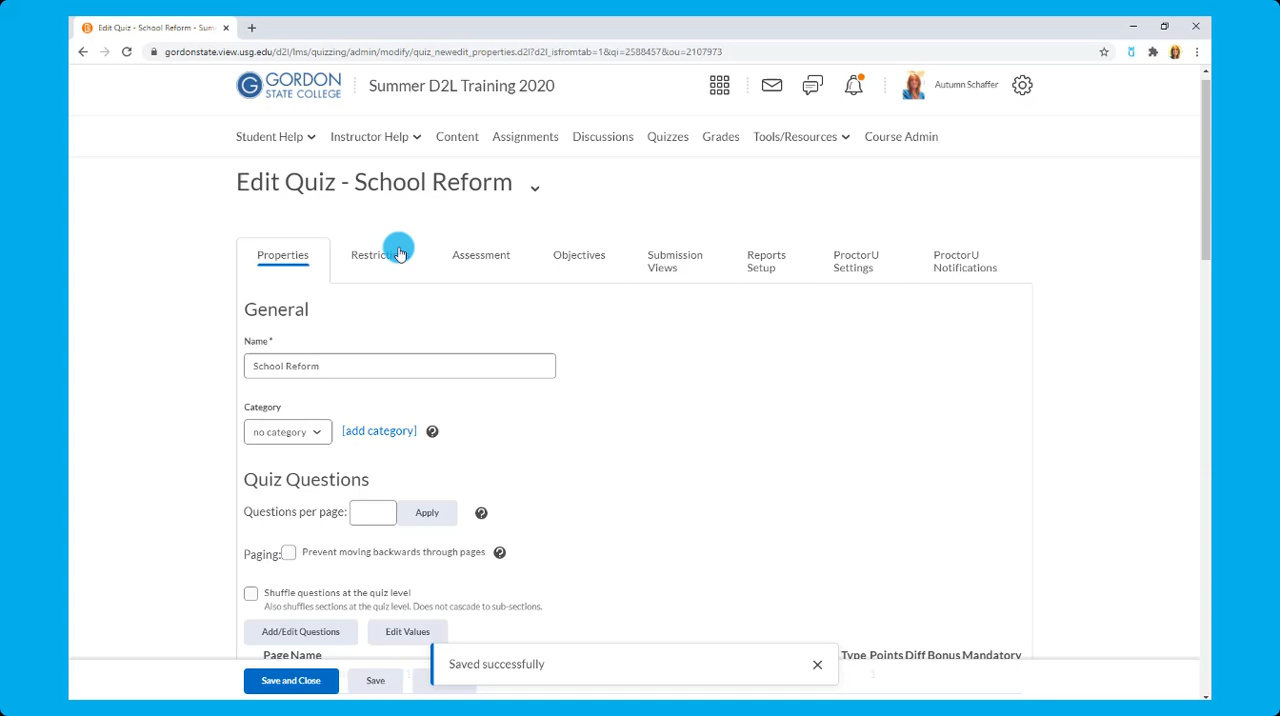 Edit Quiz - School Reform - Sum
gordonstate.view.usg.edu/d2l/lms/quizzing/admin/modify/quiz_newedit_properties.d2l?d2l_isfromtab=1&qi=2588457&ou=2107973
GORDON STATE COLLEGE
Summer D2L Training 2020
Autumn Schaffer
Student Help Instructor Help Content Assignments Discussions Quizzes Grades Tools/Resources Course Admin
Edit Quiz - School Reform
Properties Assessment Objectives Submission Views Reports Setup ProctorU Settings ProctorU Notifications
General
Name *
School Reform
Category
no category [add category]
Quiz Questions
Questions per page: Apply
Paging: Prevent moving backwards through pages
Shuffle questions at the quiz level
Also shuffles sections at the quiz level. Does not cascade to sub-sections.
Add/Edit Questions Edit Values
Page Name Type Points Diff Bonus Mandatory
Saved successfully
Save and Close Save